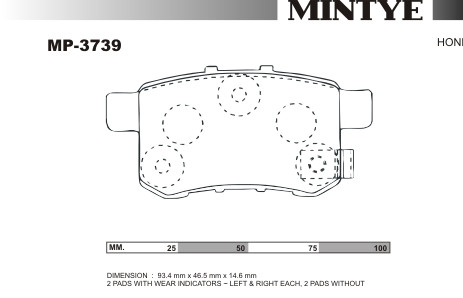 MINTYE
MP-3739
HON
MM. 25 50 75 100
DIMENSION : 93.4 mm x 46.5 mm x 14.6 mm
2 PADS WITH WEAR INDICATORS ~ LEFT & RIGHT EACH, 2 PADS WITHOUT